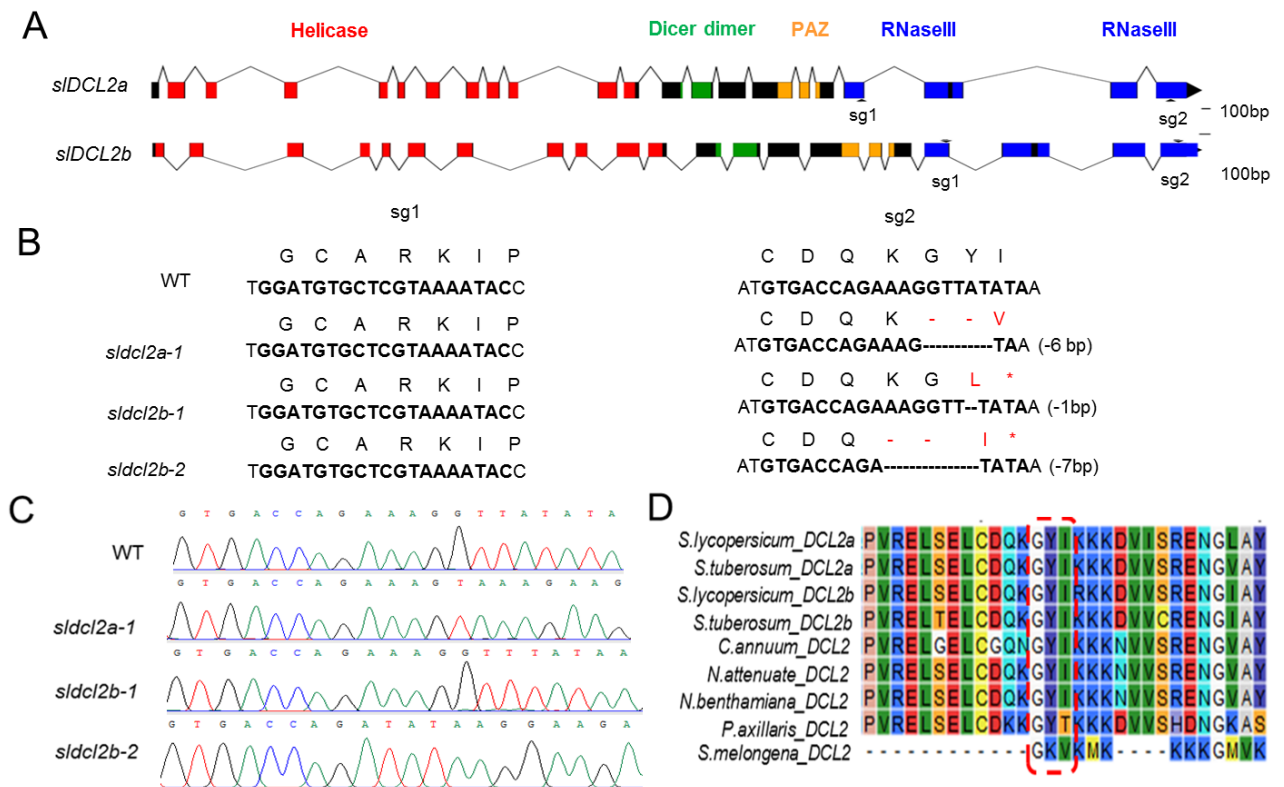 A
Helicase Dicer dimer PAZ RNaseIII RNaseIII
slDCL2a
sg1 sg2 100bp
slDCL2b
sg1 sg2 100bp
sg1 sg2
B
G C A R K I P C D Q K G Y I
WT TGGATGTGCTCGTAAAATACC ATGTGACCAGAAAGGTTATATAA
G C A R K I P C D Q K - - V
sldcl2a-1 TGGATGTGCTCGTAAAATACC ATGTGACCAGAAAG-----------TAA (-6 bp)
G C A R K I P C D Q K G L *
sldcl2b-1 TGGATGTGCTCGTAAAATACC ATGTGACCAGAAAGGTT--TATAA (-1bp)
G C A R K I P C D Q - - I *
sldcl2b-2 TGGATGTGCTCGTAAAATACC ATGTGACCAGA---------------TATAA (-7bp)
C
G T G A C C A G A A A G G T T A T A T A
WT
G T G A C C A G A A A G T A A A G A A G
sldcl2a-1
G T G A C C A G A A A G G T T T A T A A
sldcl2b-1
G T G A C C A G A T A T A A G G A A G A
sldcl2b-2
D
S.lycopersicum_DCL2a PVRELSELCDQKGYIKKKDVISRENGLAY
S.tuberosum_DCL2a PVRELSELCDQKGYIKKKDVVSRENGVAY
S.lycopersicum_DCL2b PVRELSELCDQKGYIRKKDVVSRENGIAY
S.tuberosum_DCL2b PVRELTELCDQKGYIKKKDVVCRENGIAY
C.annuum_DCL2 PVRELGELCGQNGYIKKKNVVSRENGIAY
N.attenuate_DCL2 PVRELSELCDQKGYIKKKNVVSRENGVAY
N.benthamiana_DCL2 PVRELSELCDQKGYIKKKNVVSRENGVAY
P.axillaris_DCL2 PVRELSELCDKKGYTKKKDVVSHDNGKAS
S.melongena_DCL2 ------------GKVKMK----KKKGMVK